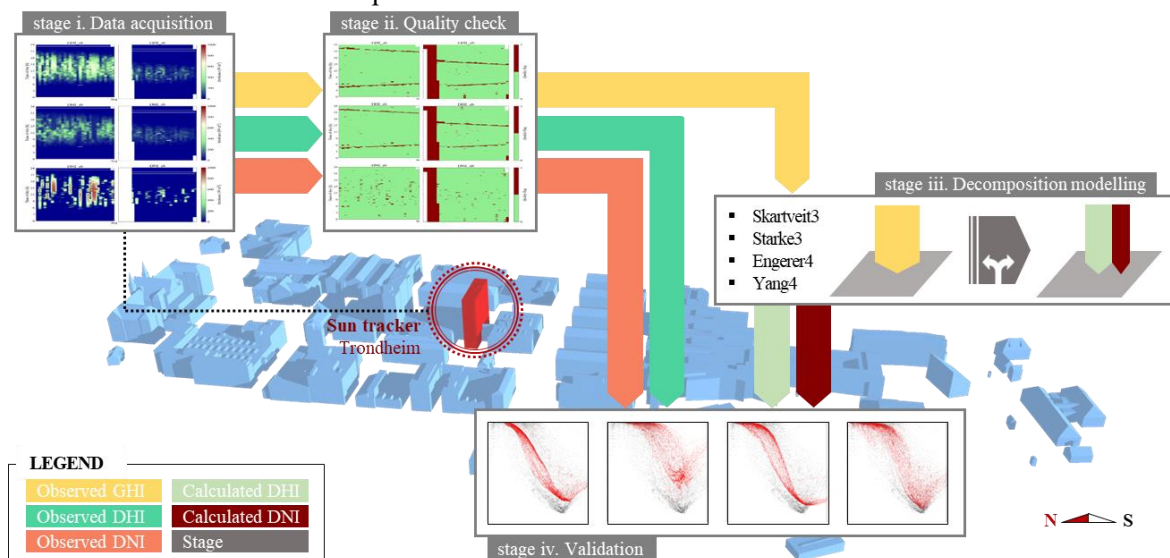 stage i. Data acquisition
stage ii. Quality check
stage iii. Decomposition modelling
▪ Skartveit3
▪ Starke3
▪ Engerer4
▪ Yang4
Sun tracker
Trondheim
LEGEND
Observed GHI
Calculated DHI
Observed DHI
Calculated DNI
Observed DNI
Stage
N
S
stage iv. Validation